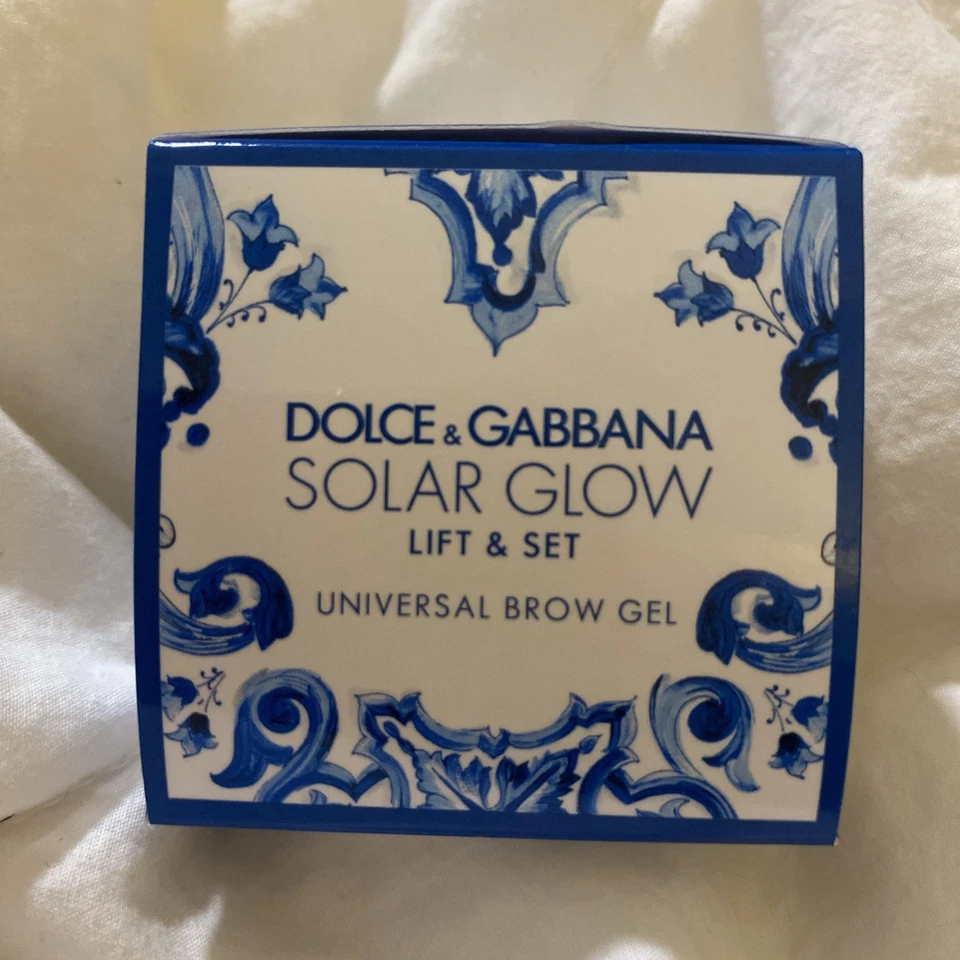 DOLCE & GABBANA
SOLAR GLOW
LIFT & SET
UNIVERSAL BROW GEL